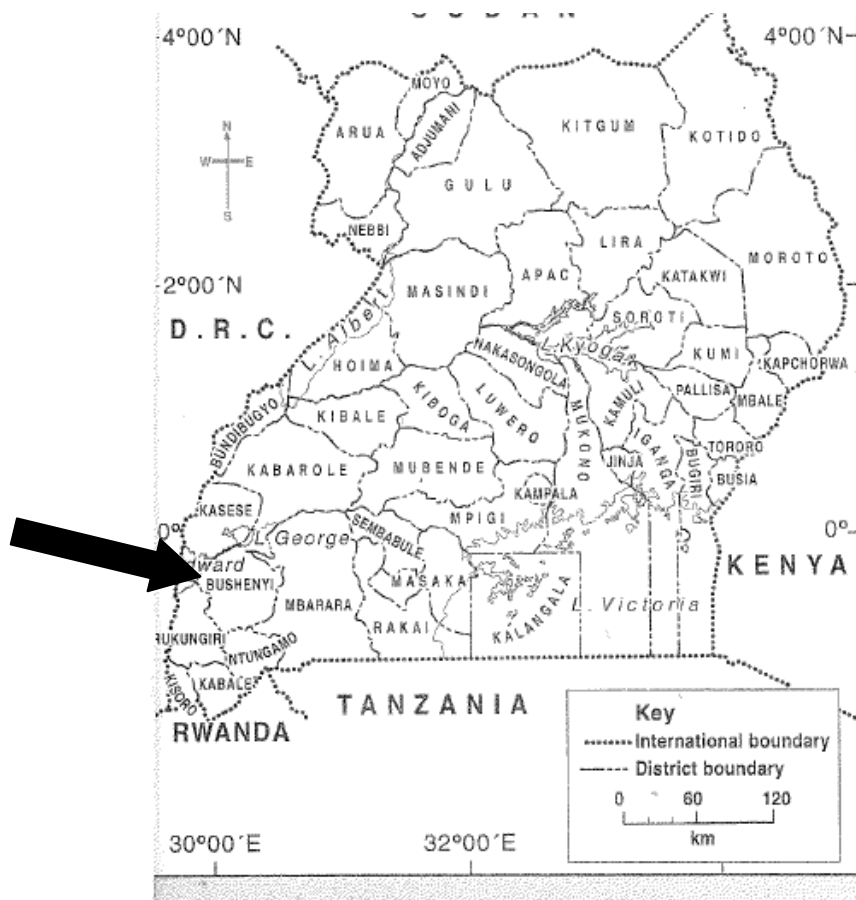 S U D A N
4°00´N
4°00´N
MOYO
ARUA
ADJUMANI
KITGUM
KOTIDO
N
W E
S
GULU
NEBBI
LIRA
MOROTO
APAC
KATAKWI
2°00´N
2°00´N
MASINDI
L. Albert
D.R.C.
SOROTI
L. Kyoga
NAKASONGOLA
KUMI
KAPCHORWA
HOIMA
KIBOGA
LUWERO
KAMULI
PALLISA
MBALE
BUNDIBUGYO
KIBALE
MUKONO
IGANGA
TORORO
KABAROLE
MUBENDE
JINJA
BUGIRI
BUSIA
KAMPALA
KASESE
MPIGI
0°
0°
L. George
SEMBABULE
KENYA
dward
BUSHENYI
MASAKA
MBARARA
KALANGALA
L. Victoria
RAKAI
RUKUNGIRI
NTUNGAMO
KISORO
KABALE
TANZANIA
RWANDA
Key
International boundary
District boundary
0 60 120
km
30°00´E
32°00´E